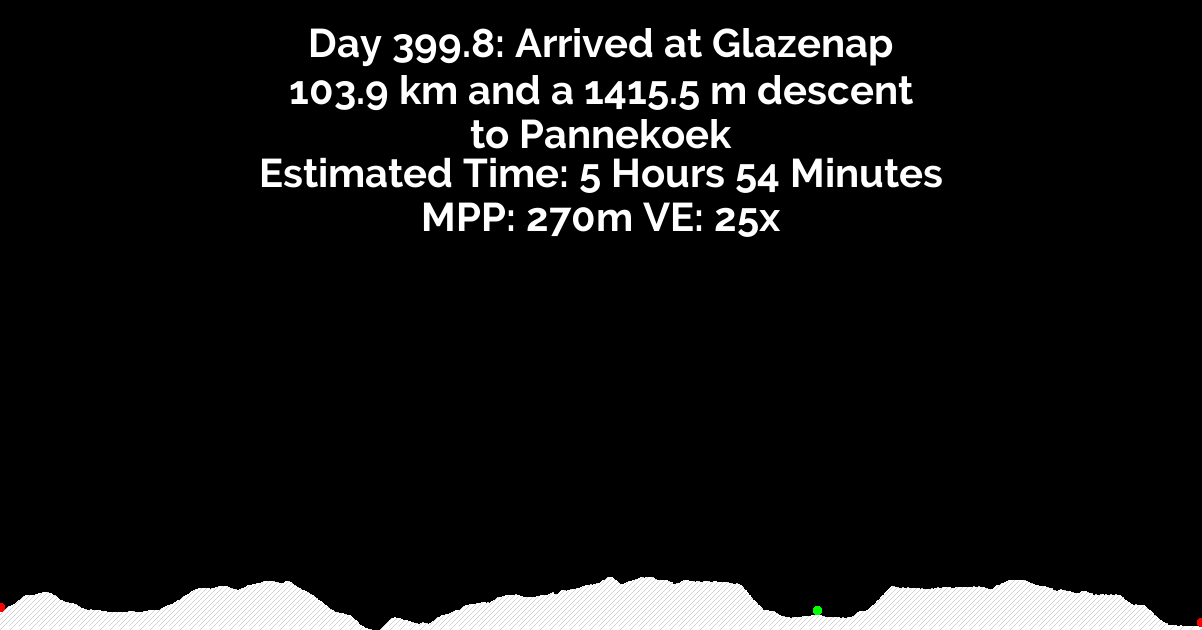 Day 399.8: Arrived at Glazenap
103.9 km and a 1415.5 m descent
to Pannekoek
Estimated Time: 5 Hours 54 Minutes
MPP: 270m VE: 25x